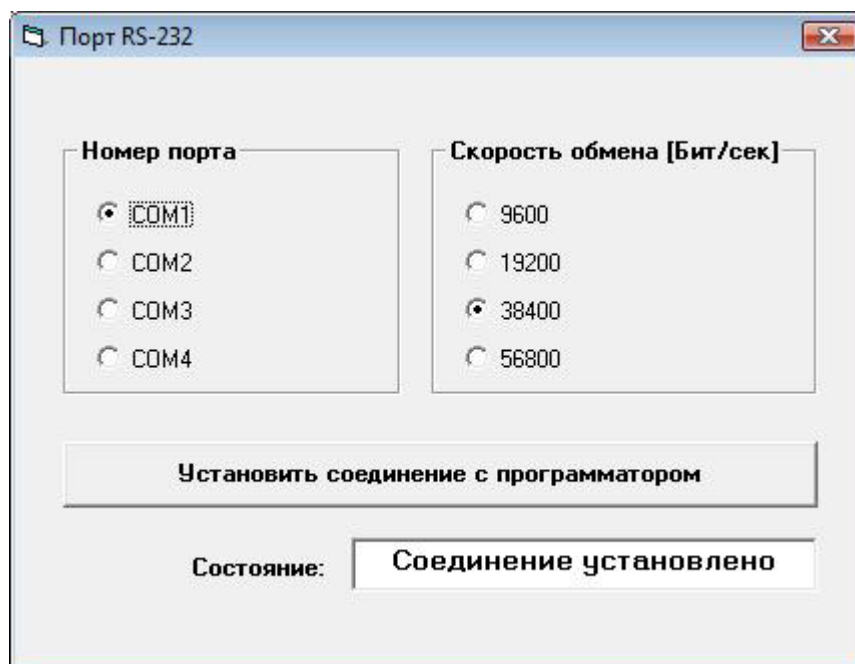 Порт RS-232
Номер порта
COM1
COM2
COM3
COM4
Скорость обмена [Бит/сек]
9600
19200
38400
56800
Установить соединение с программатором
Состояние: Соединение установлено